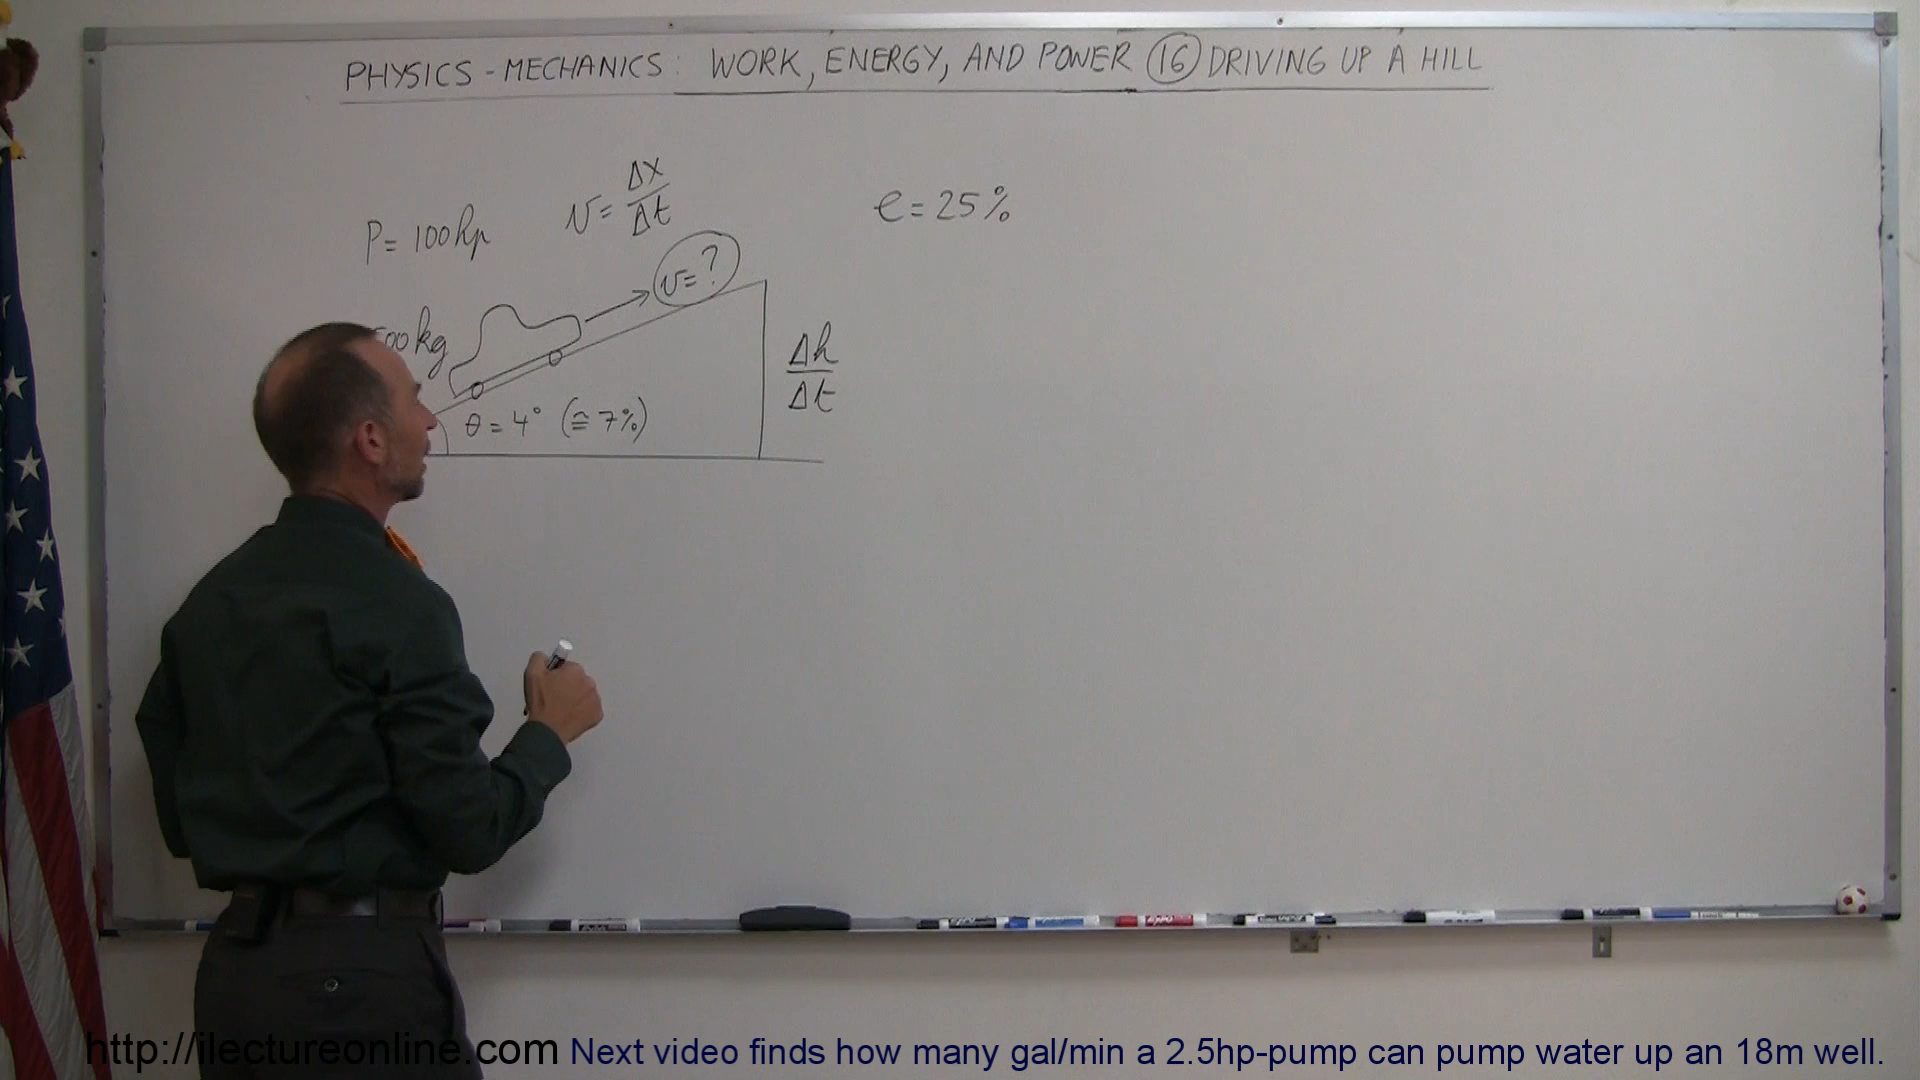 PHYSICS - MECHANICS: WORK, ENERGY, AND POWER 16 DRIVING UP A HILL
P = 100 hp
v = Δx/Δt
e = 25%
v = ?
500 kg
Δh/Δt
θ = 4° (≅ 7%)
http://ilectureonline.com Next video finds how many gal/min a 2.5hp-pump can pump water up an 18m well.